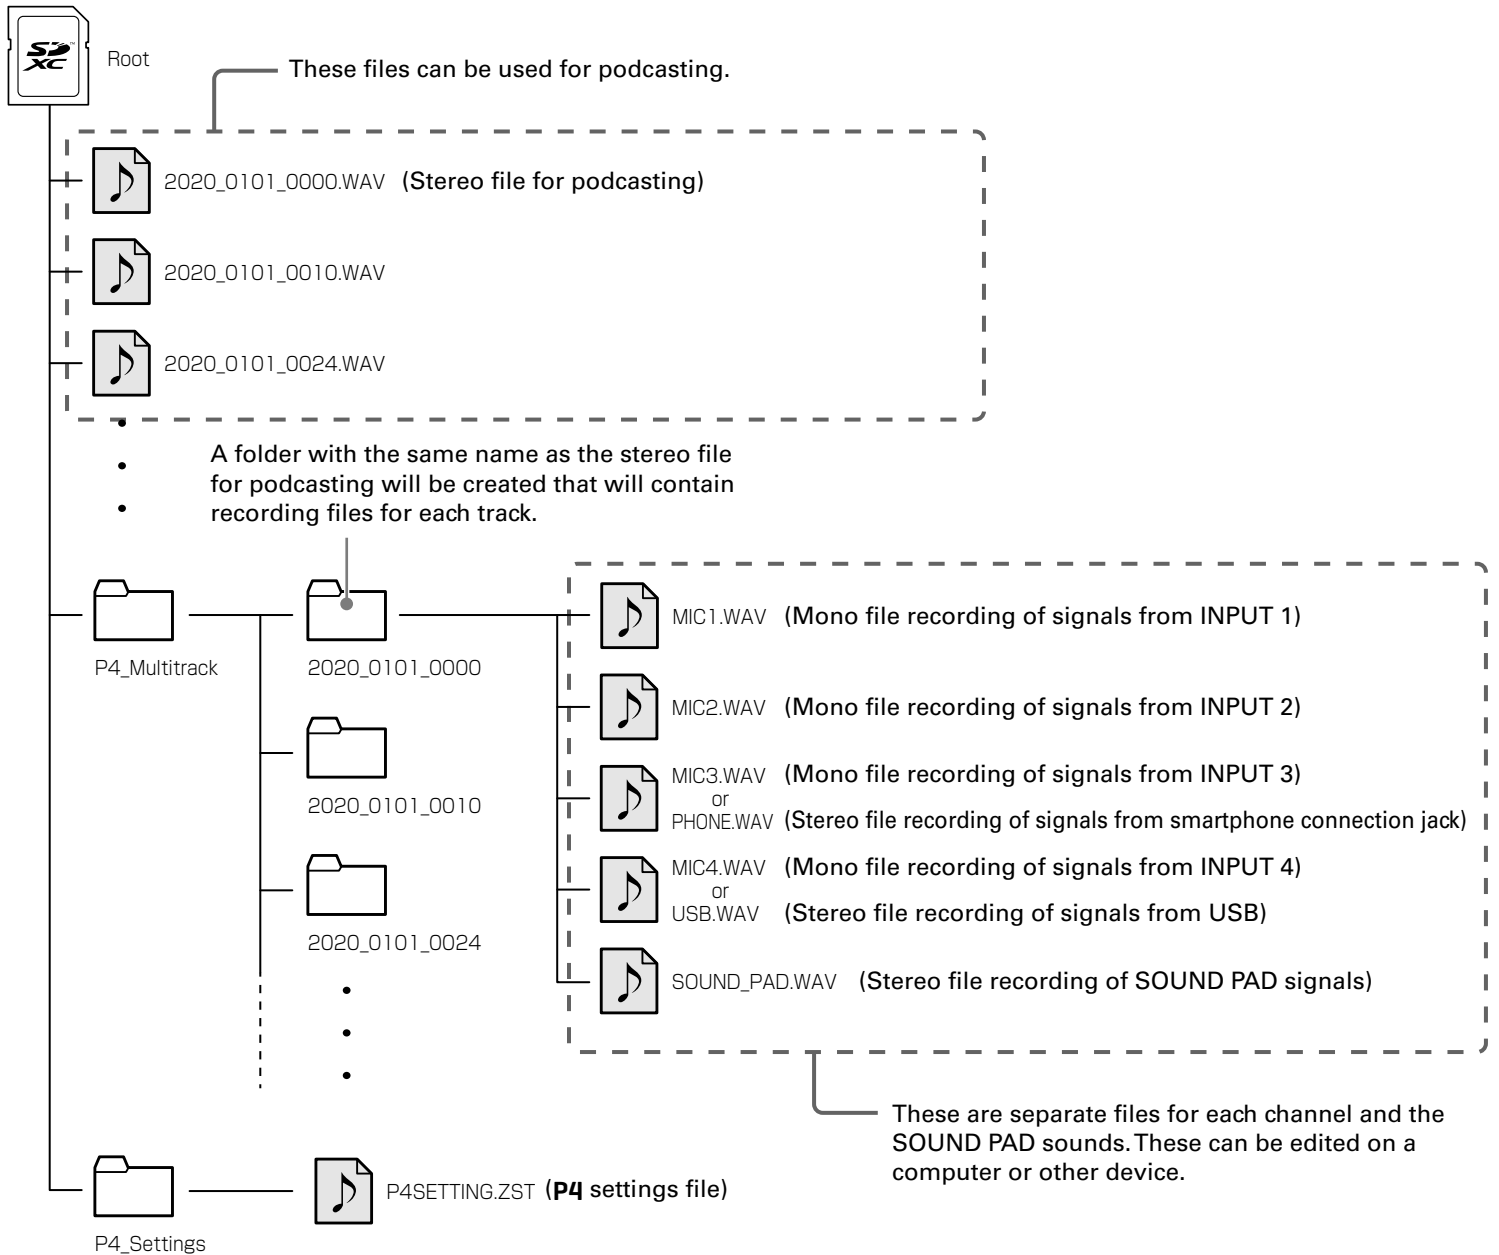 SD XC™
Root
These files can be used for podcasting.
2020_0101_0000.WAV (Stereo file for podcasting)
2020_0101_0010.WAV
2020_0101_0024.WAV
A folder with the same name as the stereo file
for podcasting will be created that will contain
recording files for each track.
P4_Multitrack
2020_0101_0000
2020_0101_0010
2020_0101_0024
MIC1.WAV (Mono file recording of signals from INPUT 1)
MIC2.WAV (Mono file recording of signals from INPUT 2)
MIC3.WAV (Mono file recording of signals from INPUT 3)
or
PHONE.WAV (Stereo file recording of signals from smartphone connection jack)
MIC4.WAV (Mono file recording of signals from INPUT 4)
or
USB.WAV (Stereo file recording of signals from USB)
SOUND_PAD.WAV (Stereo file recording of SOUND PAD signals)
These are separate files for each channel and the
SOUND PAD sounds. These can be edited on a
computer or other device.
P4SETTING.ZST (P4 settings file)
P4_Settings